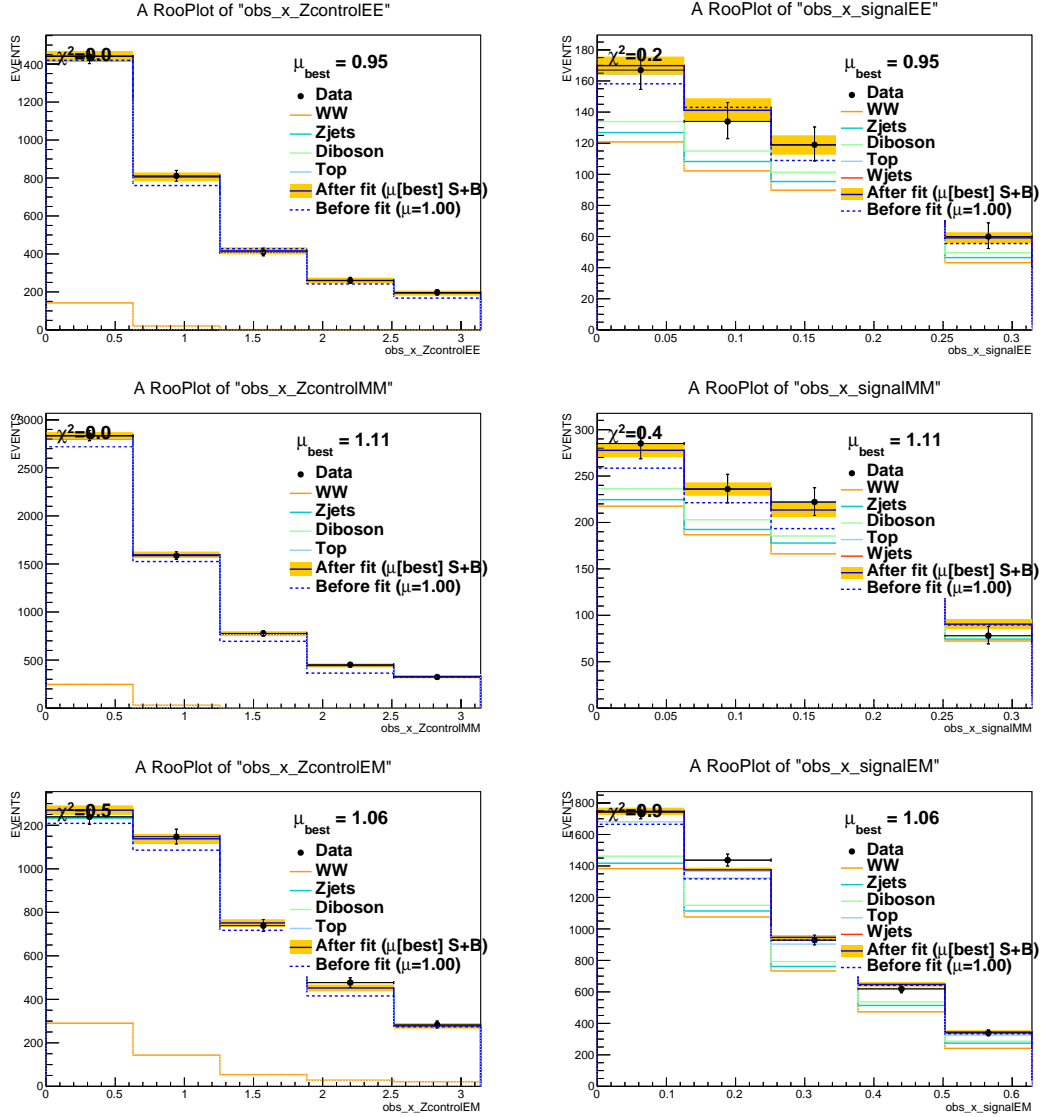 A RooPlot of "obs_x_ZcontrolEE"
EVENTS
χ²=0.0
μbest = 0.95
Data
WW
Zjets
Diboson
Top
After fit (μ[best] S+B)
Before fit (μ=1.00)
1400
1200
1000
800
600
400
200
0
0 0.5 1 1.5 2 2.5 3
obs_x_ZcontrolEE
A RooPlot of "obs_x_signalEE"
EVENTS
χ²=0.2
μbest = 0.95
Data
WW
Zjets
Diboson
Top
Wjets
After fit (μ[best] S+B)
Before fit (μ=1.00)
180
160
140
120
100
80
60
40
20
0
0 0.05 0.1 0.15 0.2 0.25 0.3
obs_x_signalEE
A RooPlot of "obs_x_ZcontrolMM"
EVENTS
χ²=0.0
μbest = 1.11
Data
WW
Zjets
Diboson
Top
After fit (μ[best] S+B)
Before fit (μ=1.00)
3000
2500
2000
1500
1000
500
0
0 0.5 1 1.5 2 2.5 3
obs_x_ZcontrolMM
A RooPlot of "obs_x_signalMM"
EVENTS
χ²=0.4
μbest = 1.11
Data
WW
Zjets
Diboson
Top
Wjets
After fit (μ[best] S+B)
Before fit (μ=1.00)
300
250
200
150
100
50
0
0 0.05 0.1 0.15 0.2 0.25 0.3
obs_x_signalMM
A RooPlot of "obs_x_ZcontrolEM"
EVENTS
χ²=0.5
μbest = 1.06
Data
WW
Zjets
Diboson
Top
After fit (μ[best] S+B)
Before fit (μ=1.00)
1200
1000
800
600
400
200
0
0 0.5 1 1.5 2 2.5 3
obs_x_ZcontrolEM
A RooPlot of "obs_x_signalEM"
EVENTS
χ²=0.9
μbest = 1.06
Data
WW
Zjets
Diboson
Top
Wjets
After fit (μ[best] S+B)
Before fit (μ=1.00)
1800
1600
1400
1200
1000
800
600
400
200
0
0 0.1 0.2 0.3 0.4 0.5 0.6
obs_x_signalEM